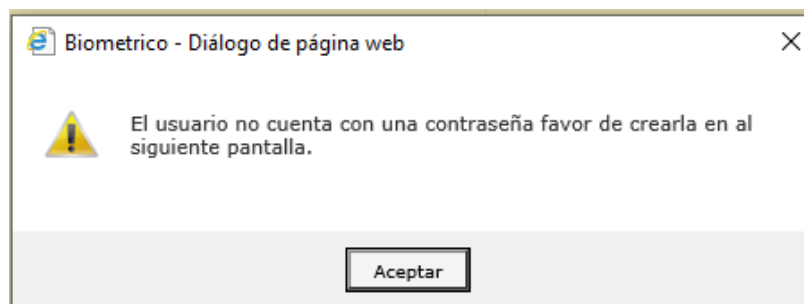 Biometrico - Diálogo de página web
El usuario no cuenta con una contraseña favor de crearla en al
siguiente pantalla.
Aceptar